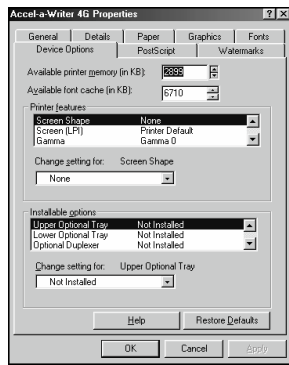 Accel-a-Writer 4G Properties
General Details Paper Graphics Fonts
Device Options PostScript Watermarks
Available printer memory (in KB): 2899
Available font cache (in KB): 6710
Printer features
Screen Shape None
Screen (LPI) Printer Default
Gamma Gamma 0
Change setting for: Screen Shape
None
Installable options
Upper Optional Tray Not Installed
Lower Optional Tray Not Installed
Optional Duplexer Not Installed
Change setting for: Upper Optional Tray
Not Installed
Help Restore Defaults
OK Cancel Apply